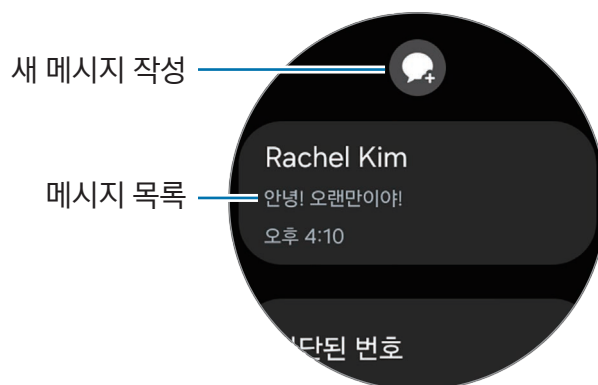 새 메시지 작성
Rachel Kim
메시지 목록
안녕! 오랜만이야!
오후 4:10
번호